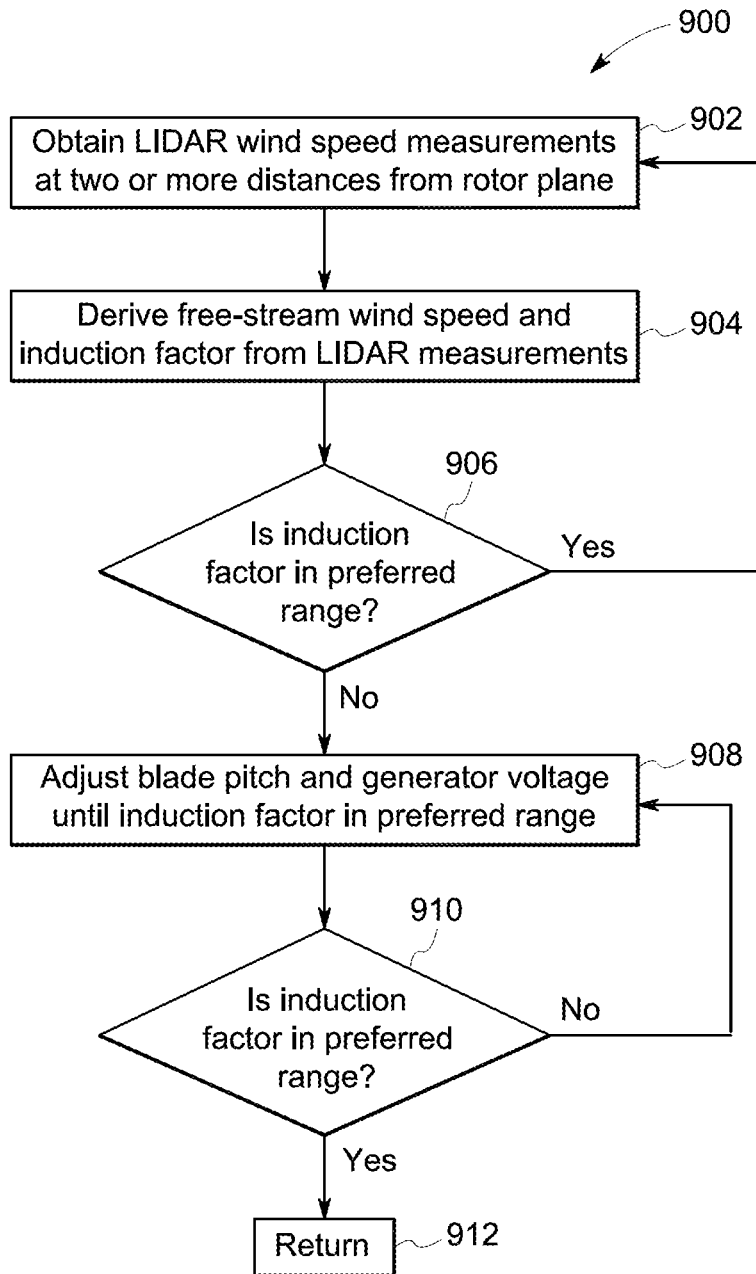 900
902
Obtain LIDAR wind speed measurements
at two or more distances from rotor plane
Derive free-stream wind speed and
induction factor from LIDAR measurements
904
906
Is induction
factor in preferred
range?
Yes
No
908
Adjust blade pitch and generator voltage
until induction factor in preferred range
910
Is induction
factor in preferred
range?
No
Yes
Return
912